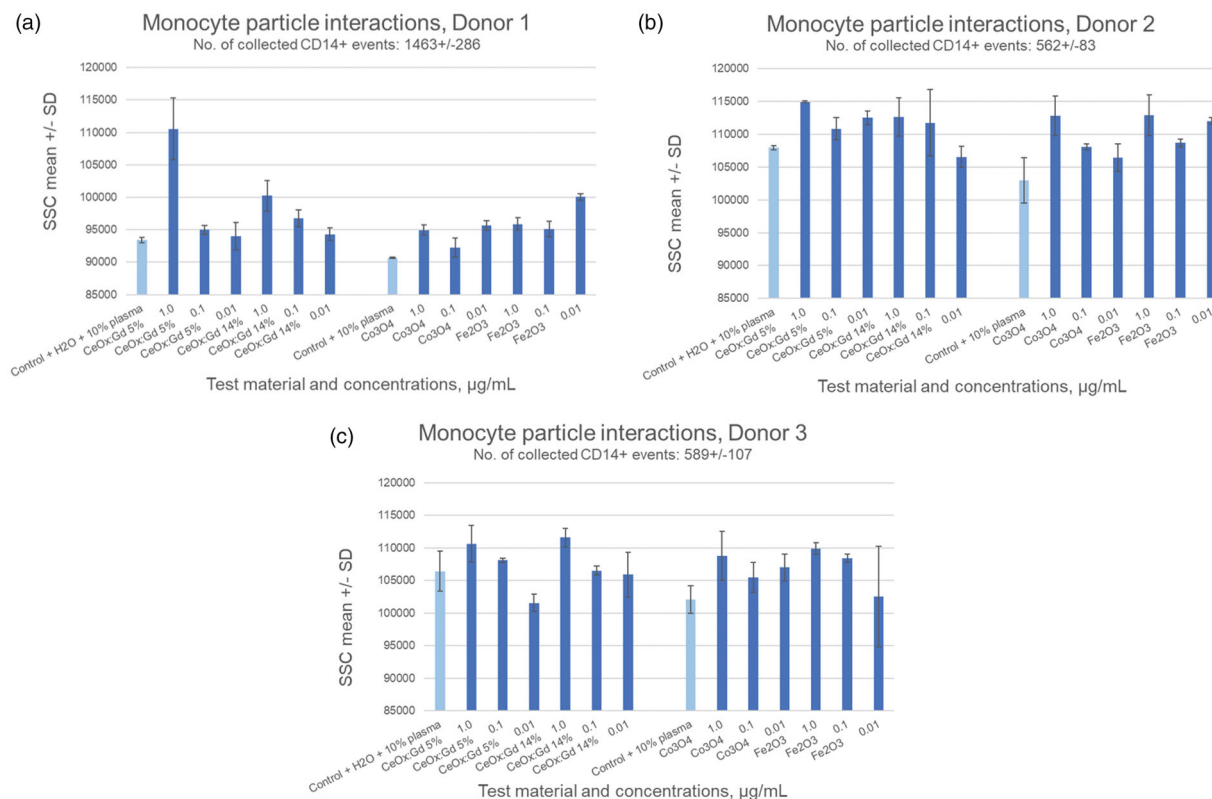 (a)
Monocyte particle interactions, Donor 1
No. of collected CD14+ events: 1463+/-286
SSC mean +/- SD
120000
115000
110000
105000
100000
95000
90000
85000
Control + H2O + 10% plasma
CeOx:Gd 5% 1.0
CeOx:Gd 5% 0.1
CeOx:Gd 5% 0.01
CeOx:Gd 14% 1.0
CeOx:Gd 14% 0.1
CeOx:Gd 14% 0.01
Control + 10% plasma
Co3O4 1.0
Co3O4 0.1
Co3O4 0.01
Fe2O3 1.0
Fe2O3 0.1
Fe2O3 0.01
Test material and concentrations, µg/mL
(b)
Monocyte particle interactions, Donor 2
No. of collected CD14+ events: 562+/-83
SSC mean +/- SD
120000
115000
110000
105000
100000
95000
90000
85000
Control + H2O + 10% plasma
CeOx:Gd 5% 1.0
CeOx:Gd 5% 0.1
CeOx:Gd 5% 0.01
CeOx:Gd 14% 1.0
CeOx:Gd 14% 0.1
CeOx:Gd 14% 0.01
Control + 10% plasma
Co3O4 1.0
Co3O4 0.1
Co3O4 0.01
Fe2O3 1.0
Fe2O3 0.1
Fe2O3 0.01
Test material and concentrations, µg/mL
(c)
Monocyte particle interactions, Donor 3
No. of collected CD14+ events: 589+/-107
SSC mean +/- SD
120000
115000
110000
105000
100000
95000
90000
85000
Control + H2O + 10% plasma
CeOx:Gd 5% 1.0
CeOx:Gd 5% 0.1
CeOx:Gd 5% 0.01
CeOx:Gd 14% 1.0
CeOx:Gd 14% 0.1
CeOx:Gd 14% 0.01
Control + 10% plasma
Co3O4 1.0
Co3O4 0.1
Co3O4 0.01
Fe2O3 1.0
Fe2O3 0.1
Fe2O3 0.01
Test material and concentrations, µg/mL